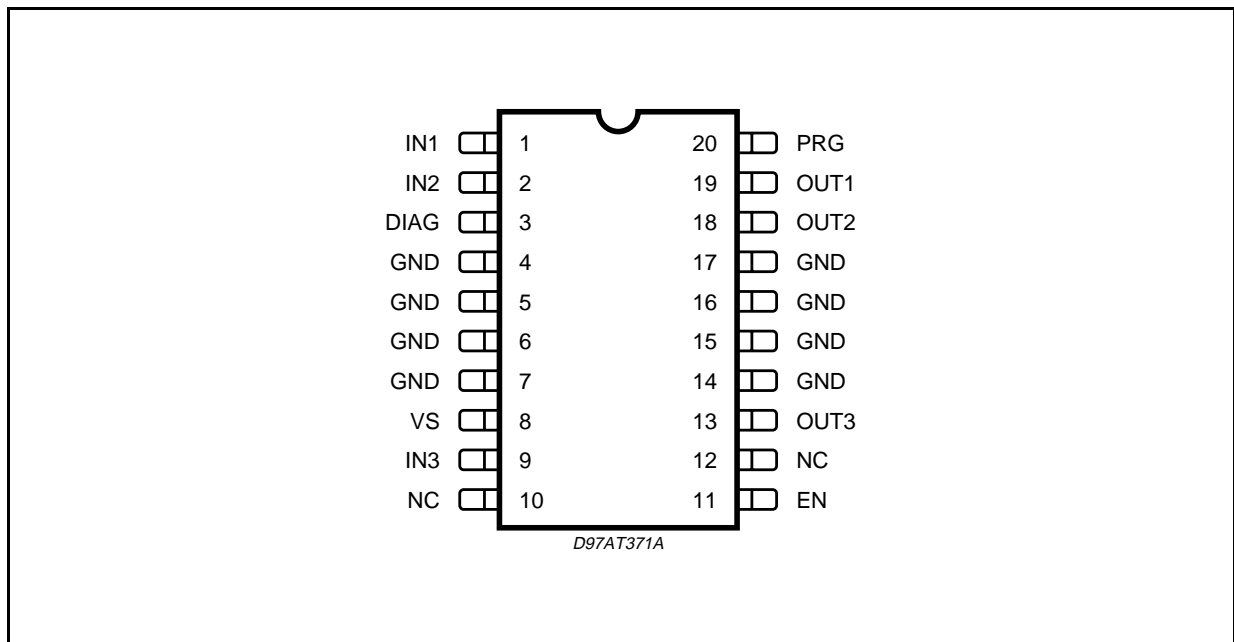 IN1 1 20 PRG
IN2 2 19 OUT1
DIAG 3 18 OUT2
GND 4 17 GND
GND 5 16 GND
GND 6 15 GND
GND 7 14 GND
VS 8 13 OUT3
IN3 9 12 NC
NC 10 11 EN
D97AT371A